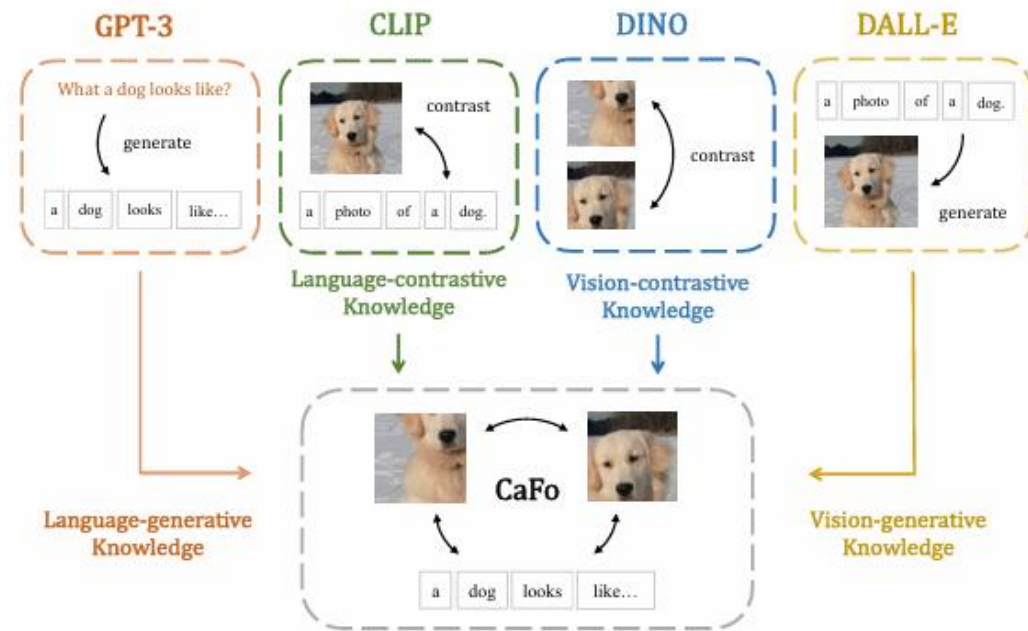 GPT-3
CLIP
DINO
DALL-E
What a dog looks like?
generate
a dog looks like...
contrast
a photo of a dog.
contrast
a photo of a dog.
generate
Language-contrastive
Knowledge
Vision-contrastive
Knowledge
Language-generative
Knowledge
CaFo
a dog looks like...
Vision-generative
Knowledge